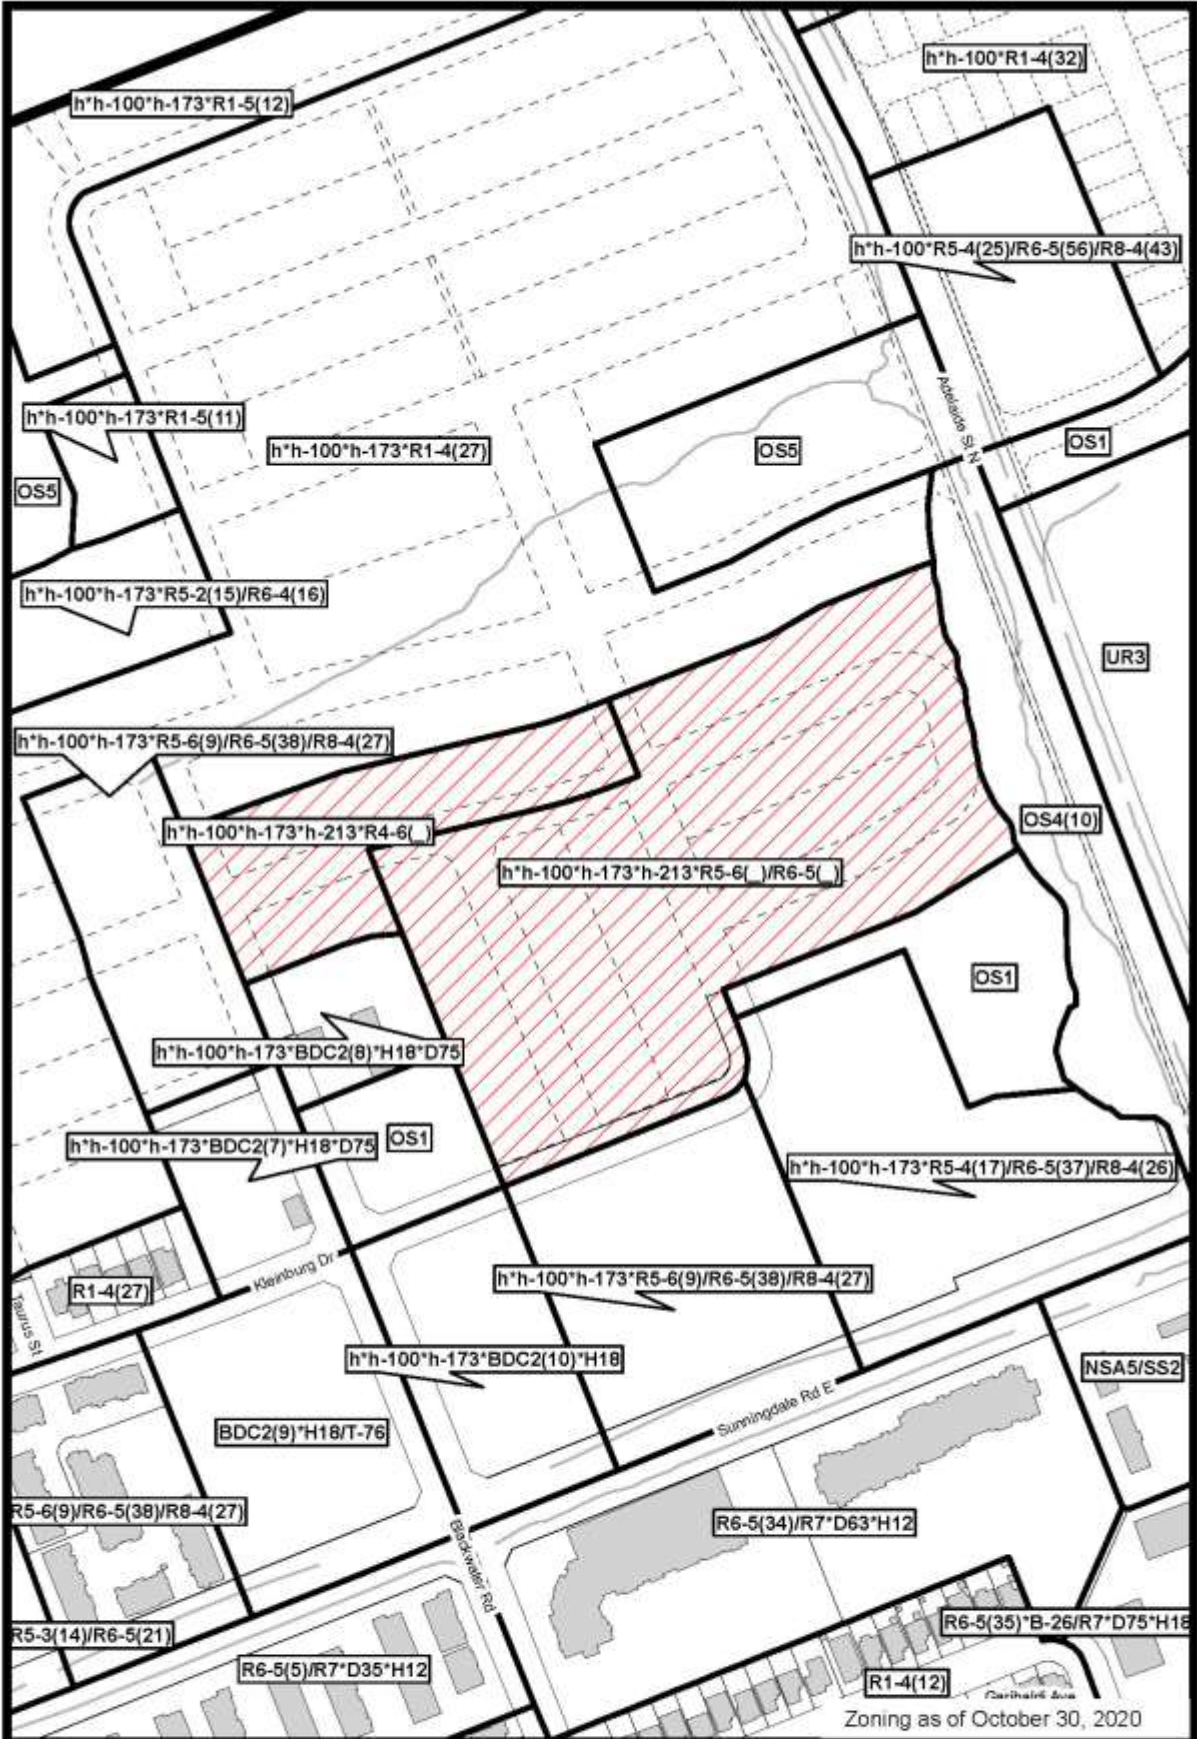 h*h-100*R1-4(32)
h*h-100*h-173*R1-5(12)
h*h-100*R5-4(25)/R6-5(56)/R8-4(43)
Adelaide St N
h*h-100*h-173*R1-5(11)
h*h-100*h-173*R1-4(27)
OS5
OS1
OS5
h*h-100*h-173*R5-2(15)/R6-4(16)
UR3
h*h-100*h-173*R5-6(9)/R6-5(38)/R8-4(27)
OS4(10)
h*h-100*h-173*h-213*R4-6(_)
h*h-100*h-173*h-213*R5-6(_)/R6-5(_)
OS1
h*h-100*h-173*BDC2(8)*H18*D75
h*h-100*h-173*BDC2(7)*H18*D75
OS1
h*h-100*h-173*R5-4(17)/R6-5(37)/R8-4(26)
Kleinburg Dr
h*h-100*h-173*R5-6(9)/R6-5(38)/R8-4(27)
R1-4(27)
Taurus St
h*h-100*h-173*BDC2(10)*H18
NSA5/SS2
Sunningdale Rd E
BDC2(9)*H18/T-76
R5-6(9)/R6-5(38)/R8-4(27)
R6-5(34)/R7*D63*H12
Blackwater Rd
R5-3(14)/R6-5(21)
R6-5(35)*B-26/R7*D75*H18
R6-5(5)/R7*D35*H12
R1-4(12)
Garibaldi Ave
Zoning as of October 30, 2020